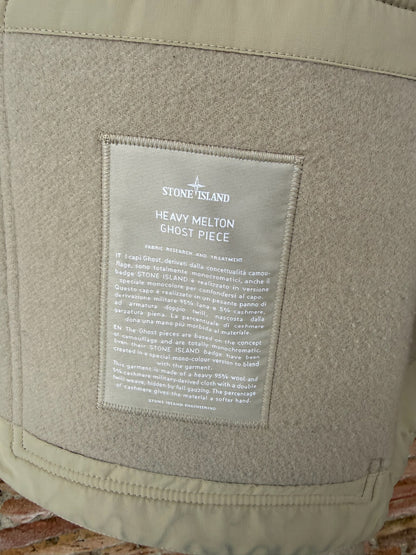 STONE ISLAND
HEAVY MELTON
GHOST PIECE
FABRIC RESEARCH AND TREATMENT
IT I capi Ghost, derivati dalla concettualità camou-
flage, sono totalmente monocromatici, anche il
badge STONE ISLAND è realizzato in versione
speciale monocolore per confondersi al capo.
Questo capo è realizzato in un pesante panno di
derivazione militare 95% lana e 5% cashmere,
ad armatura doppio twill, nascosta dalla
garzatura piena. La percentuale di cashmere
dona una mano più morbida al materiale.
EN The Ghost pieces are based on the concept
of camouflage and are totally monochromatic.
Even their STONE ISLAND badge have been
created in a special mono-colour version to blend
with the garment.
This garment is made of a heavy 95% wool and
5% cashmere military-derived cloth with a double
twill weave, hidden by full gauzing. The percentage
of cashmere gives the material a softer hand.
STONE ISLAND ENGINEERING